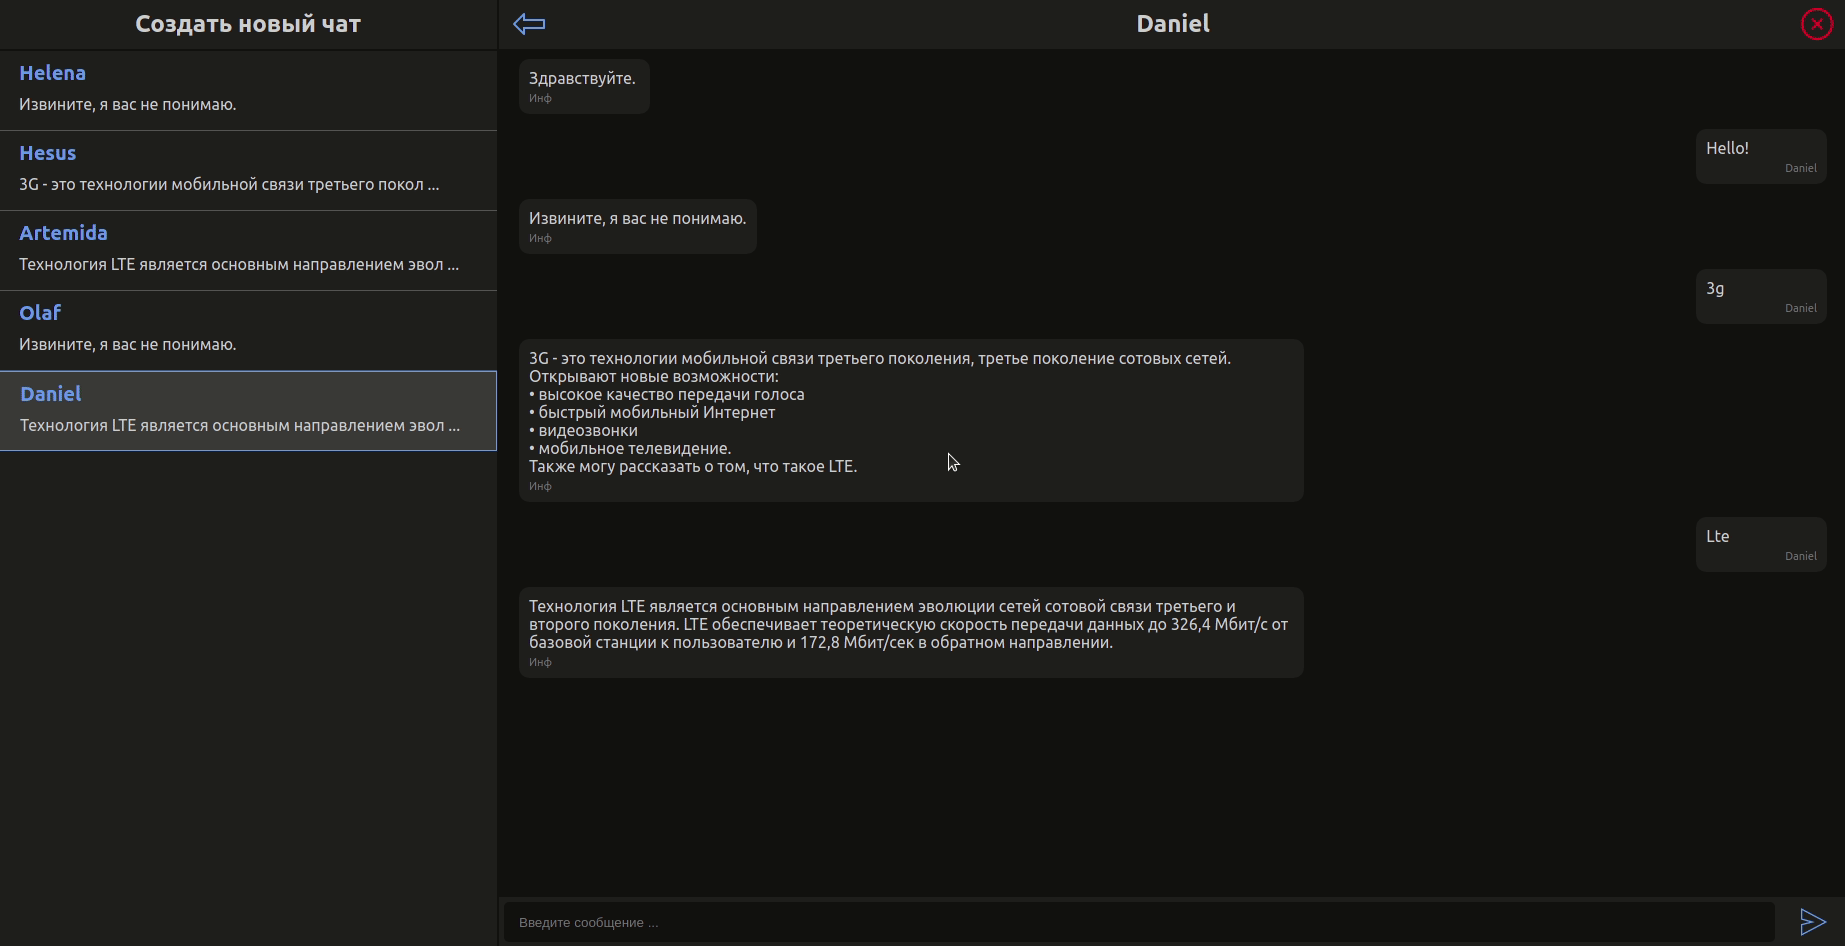 Создать новый чат
Helena
Извините, я вас не понимаю.
Hesus
3G - это технологии мобильной связи третьего покол ...
Artemida
Технология LTE является основным направлением эвол ...
Olaf
Извините, я вас не понимаю.
Daniel
Технология LTE является основным направлением эвол ...
Daniel
Здравствуйте.
Инф
Hello!
Daniel
Извините, я вас не понимаю.
Инф
3g
Daniel
3G - это технологии мобильной связи третьего поколения, третье поколение сотовых сетей.
Открывают новые возможности:
• высокое качество передачи голоса
• быстрый мобильный Интернет
• видеозвонки
• мобильное телевидение.
Также могу рассказать о том, что такое LTE.
Инф
Lte
Daniel
Технология LTE является основным направлением эволюции сетей сотовой связи третьего и
второго поколения. LTE обеспечивает теоретическую скорость передачи данных до 326,4 Мбит/с от
базовой станции к пользователю и 172,8 Мбит/сек в обратном направлении.
Инф
Введите сообщение ...